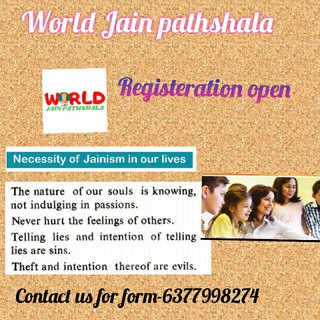 World Jain pathshala
WORLD
JAIN PATHSHALA
Registeration open
Necessity of Jainism in our lives
The nature of our souls is knowing,
not indulging in passions.
Never hurt the feelings of others.
Telling lies and intention of telling
lies are sins.
Theft and intention thereof are evils.
Contact us for form-6377998274